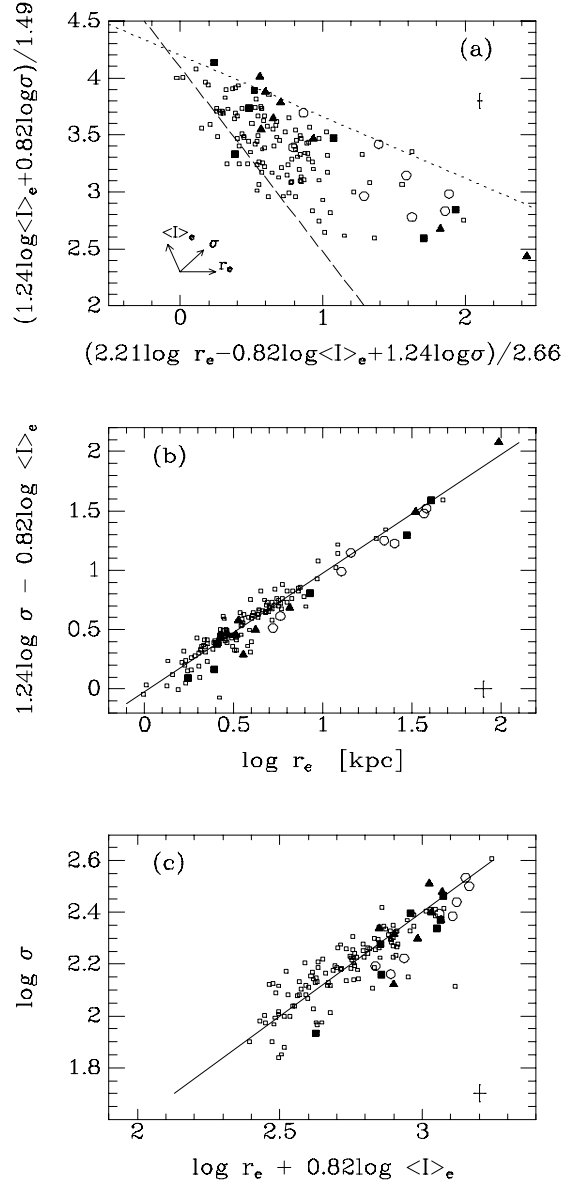 (1.24log<I>e+0.82logσ)/1.49
4.5
4
3.5
3
2.5
2
(a)
<I>e
σ
re
0
1
2
(2.21log re−0.82log<I>e+1.24logσ)/2.66
1.24log σ − 0.82log <I>e
2
1.5
1
0.5
0
(b)
0
0.5
1
1.5
2
log re [kpc]
log σ
2.6
2.4
2.2
2
1.8
(c)
2
2.5
3
log re + 0.82log <I>e